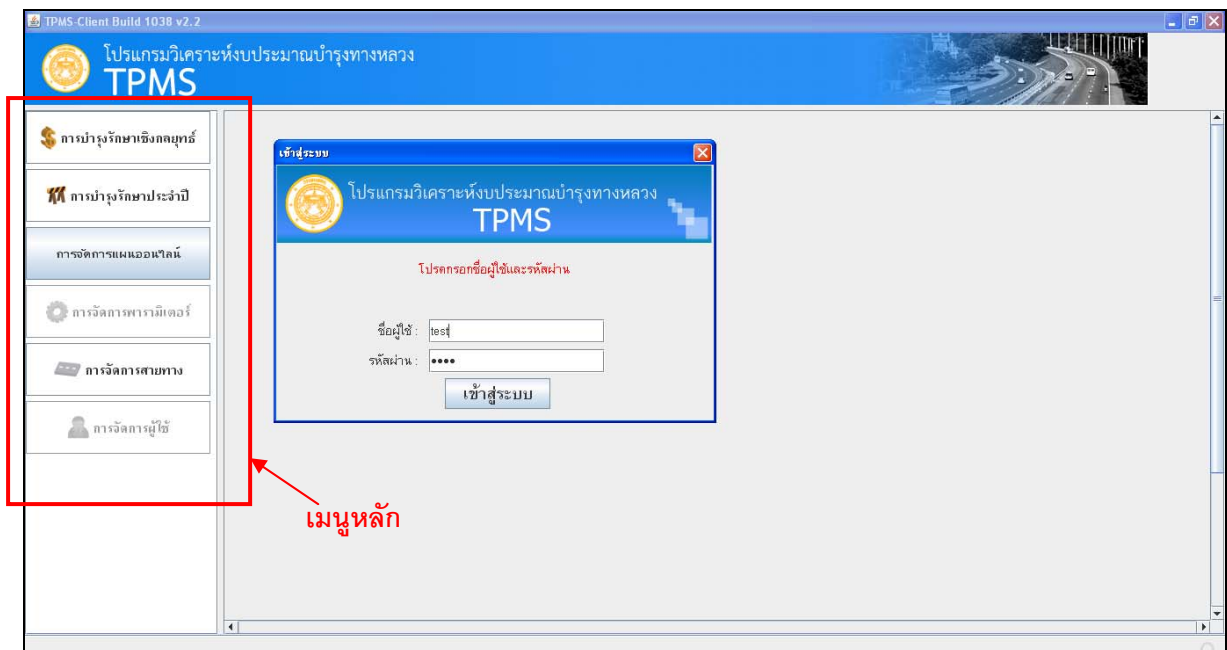 TPMS-Client Build 1038 v2.2
โปรแกรมวิเคราะห์งบประมาณบำรุงทางหลวง
TPMS
การบำรุงรักษาเชิงกลยุทธ์
การบำรุงรักษาประจำปี
การจัดการแผนออนไลน์
การจัดการพารามิเตอร์
การจัดการสายทาง
การจัดการผู้ใช้
เข้าสู่ระบบ
โปรแกรมวิเคราะห์งบประมาณบำรุงทางหลวง
TPMS
โปรดกรอกชื่อผู้ใช้และรหัสผ่าน
ชื่อผู้ใช้ : test
รหัสผ่าน : ••••
เข้าสู่ระบบ
เมนูหลัก